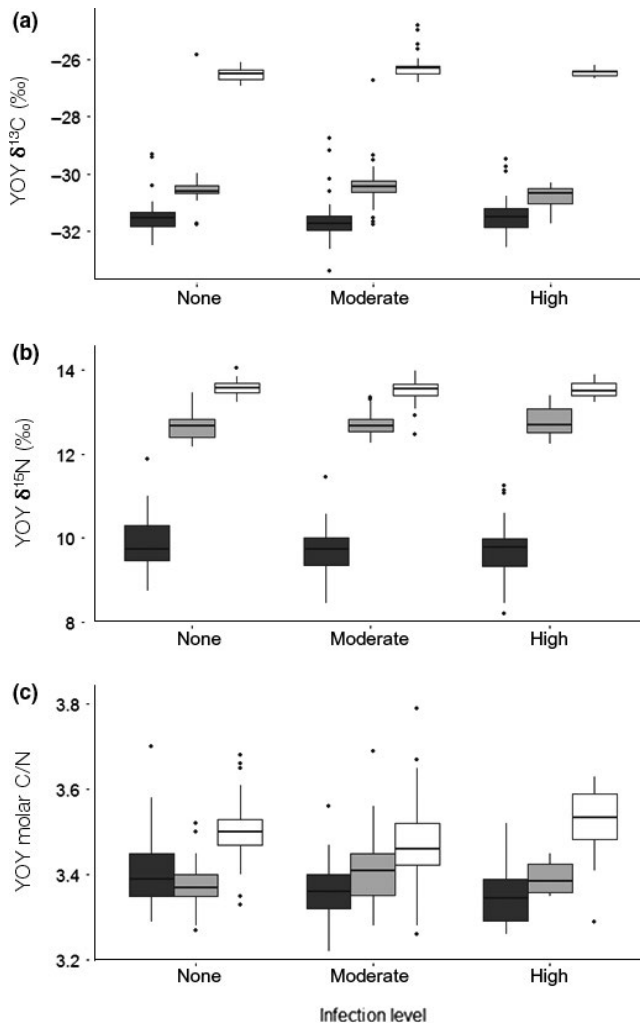 (a)
YOY δ¹³C (‰)
−26
−28
−30
−32
None Moderate High
(b)
YOY δ¹⁵N (‰)
14
12
10
8
None Moderate High
(c)
YOY molar C/N
3.8
3.6
3.4
3.2
None Moderate High
Infection level